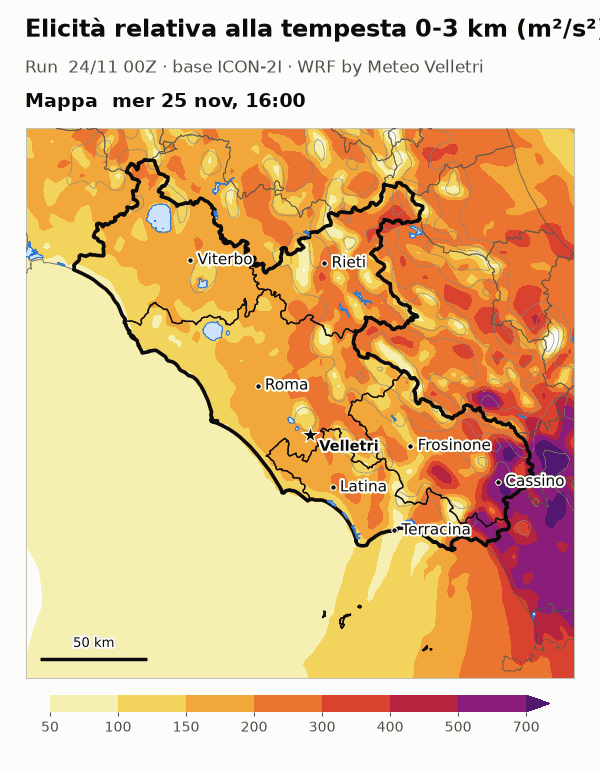 Elicità relativa alla tempesta 0-3 km (m²/s²)
Run 24/11 00Z · base ICON-2I · WRF by Meteo Velletri
Mappa mer 25 nov, 16:00
Viterbo
Rieti
Roma
Velletri
Frosinone
Cassino
Latina
Terracina
50 km
50 100 150 200 300 400 500 700